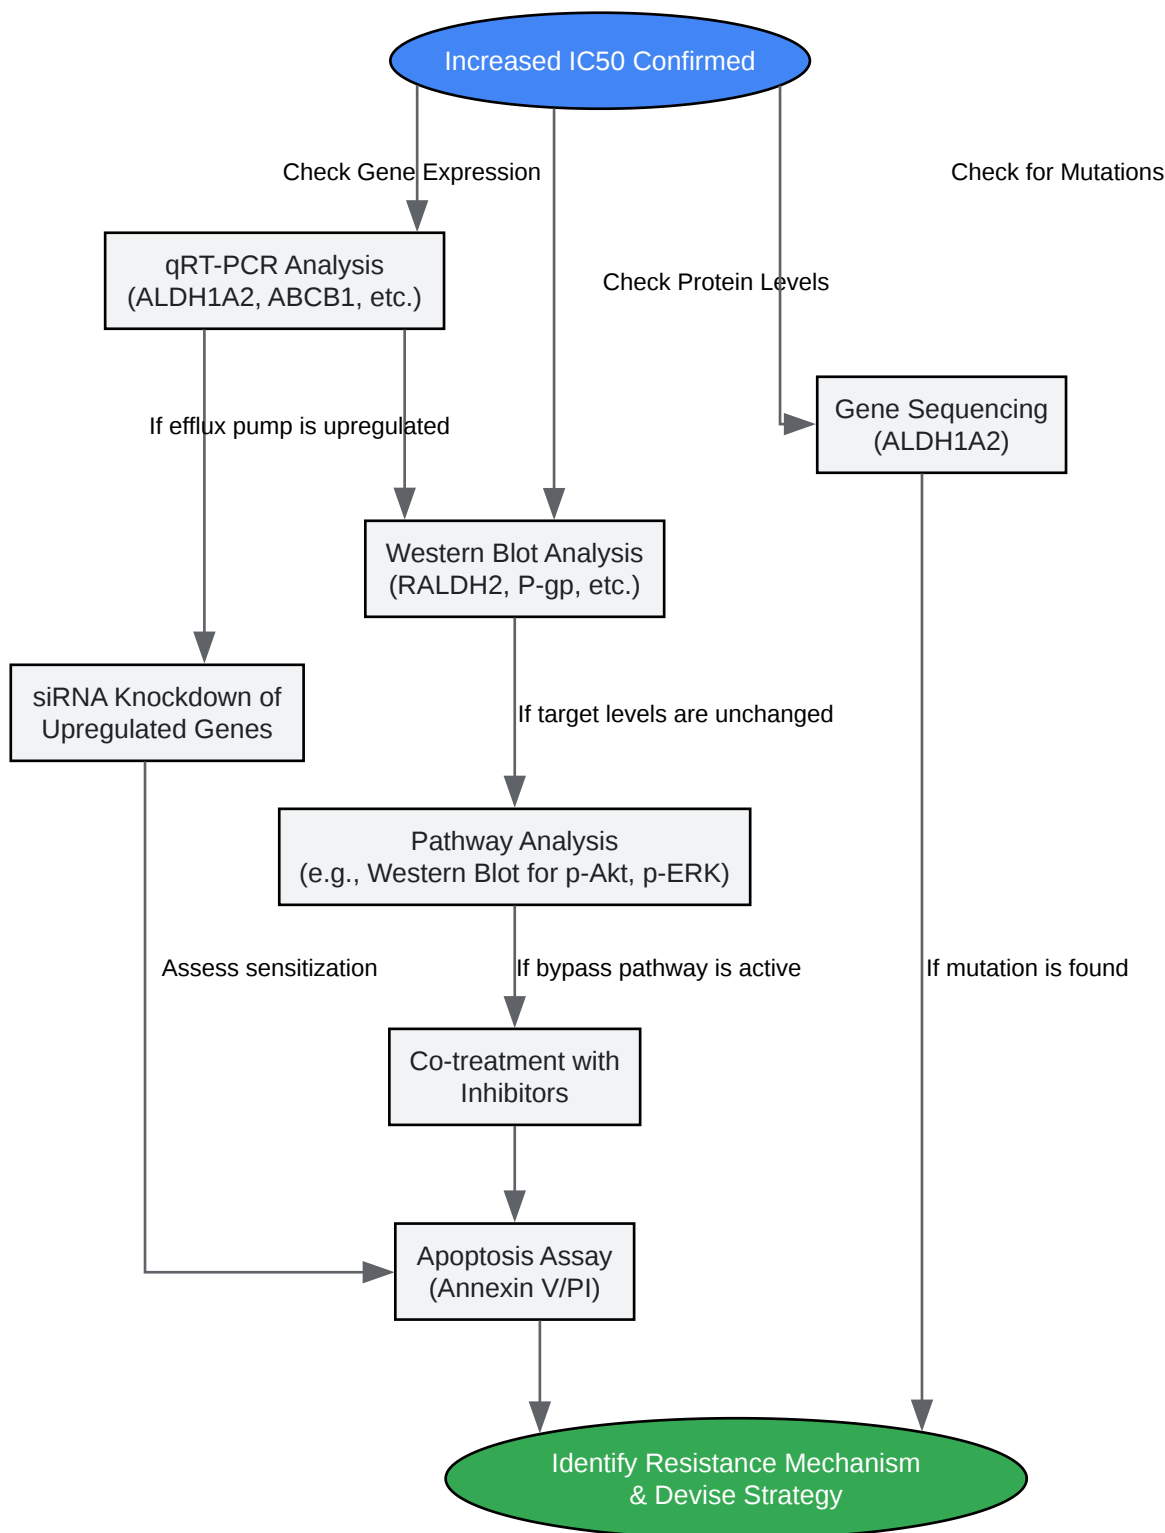 Increased IC50 Confirmed
Check Gene Expression
Check for Mutations
qRT-PCR Analysis
(ALDH1A2, ABCB1, etc.)
Check Protein Levels
Gene Sequencing
(ALDH1A2)
If efflux pump is upregulated
Western Blot Analysis
(RALDH2, P-gp, etc.)
siRNA Knockdown of
Upregulated Genes
If target levels are unchanged
Pathway Analysis
(e.g., Western Blot for p-Akt, p-ERK)
Assess sensitization
If bypass pathway is active
If mutation is found
Co-treatment with
Inhibitors
Apoptosis Assay
(Annexin V/PI)
Identify Resistance Mechanism
& Devise Strategy